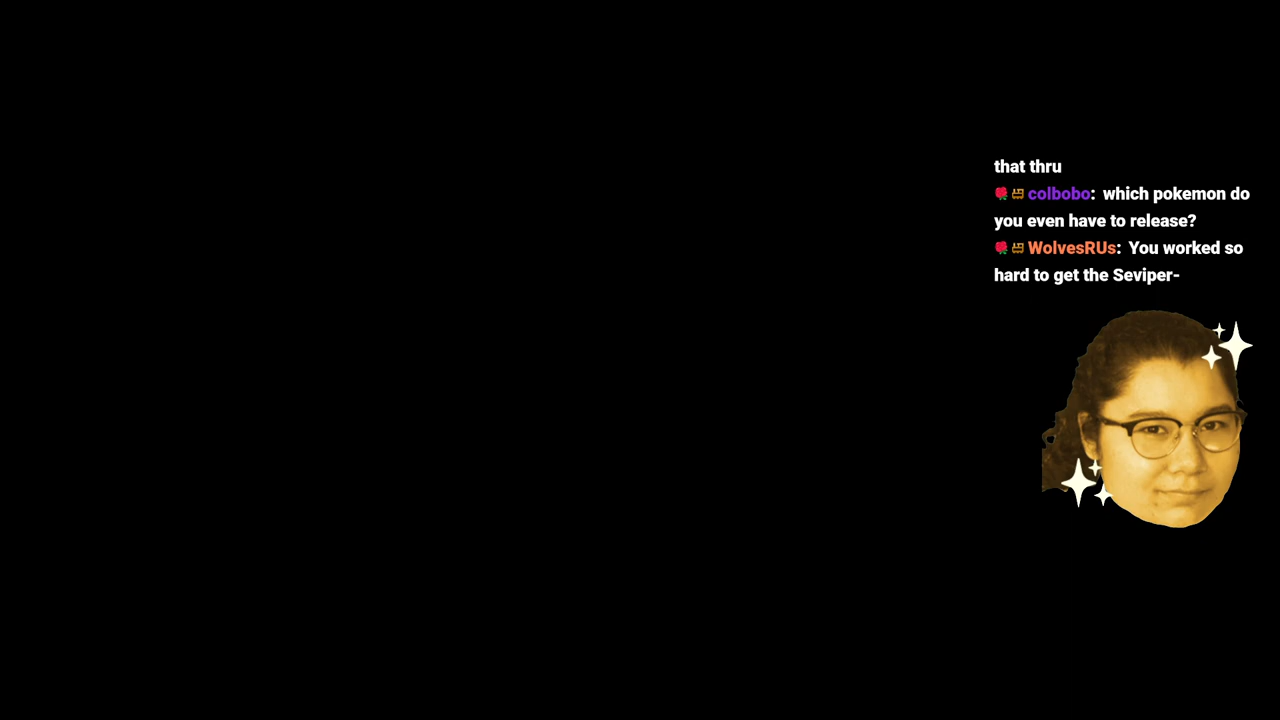 that thru
colbobo: which pokemon do
you even have to release?
WolvesRUs: You worked so
hard to get the Seviper-